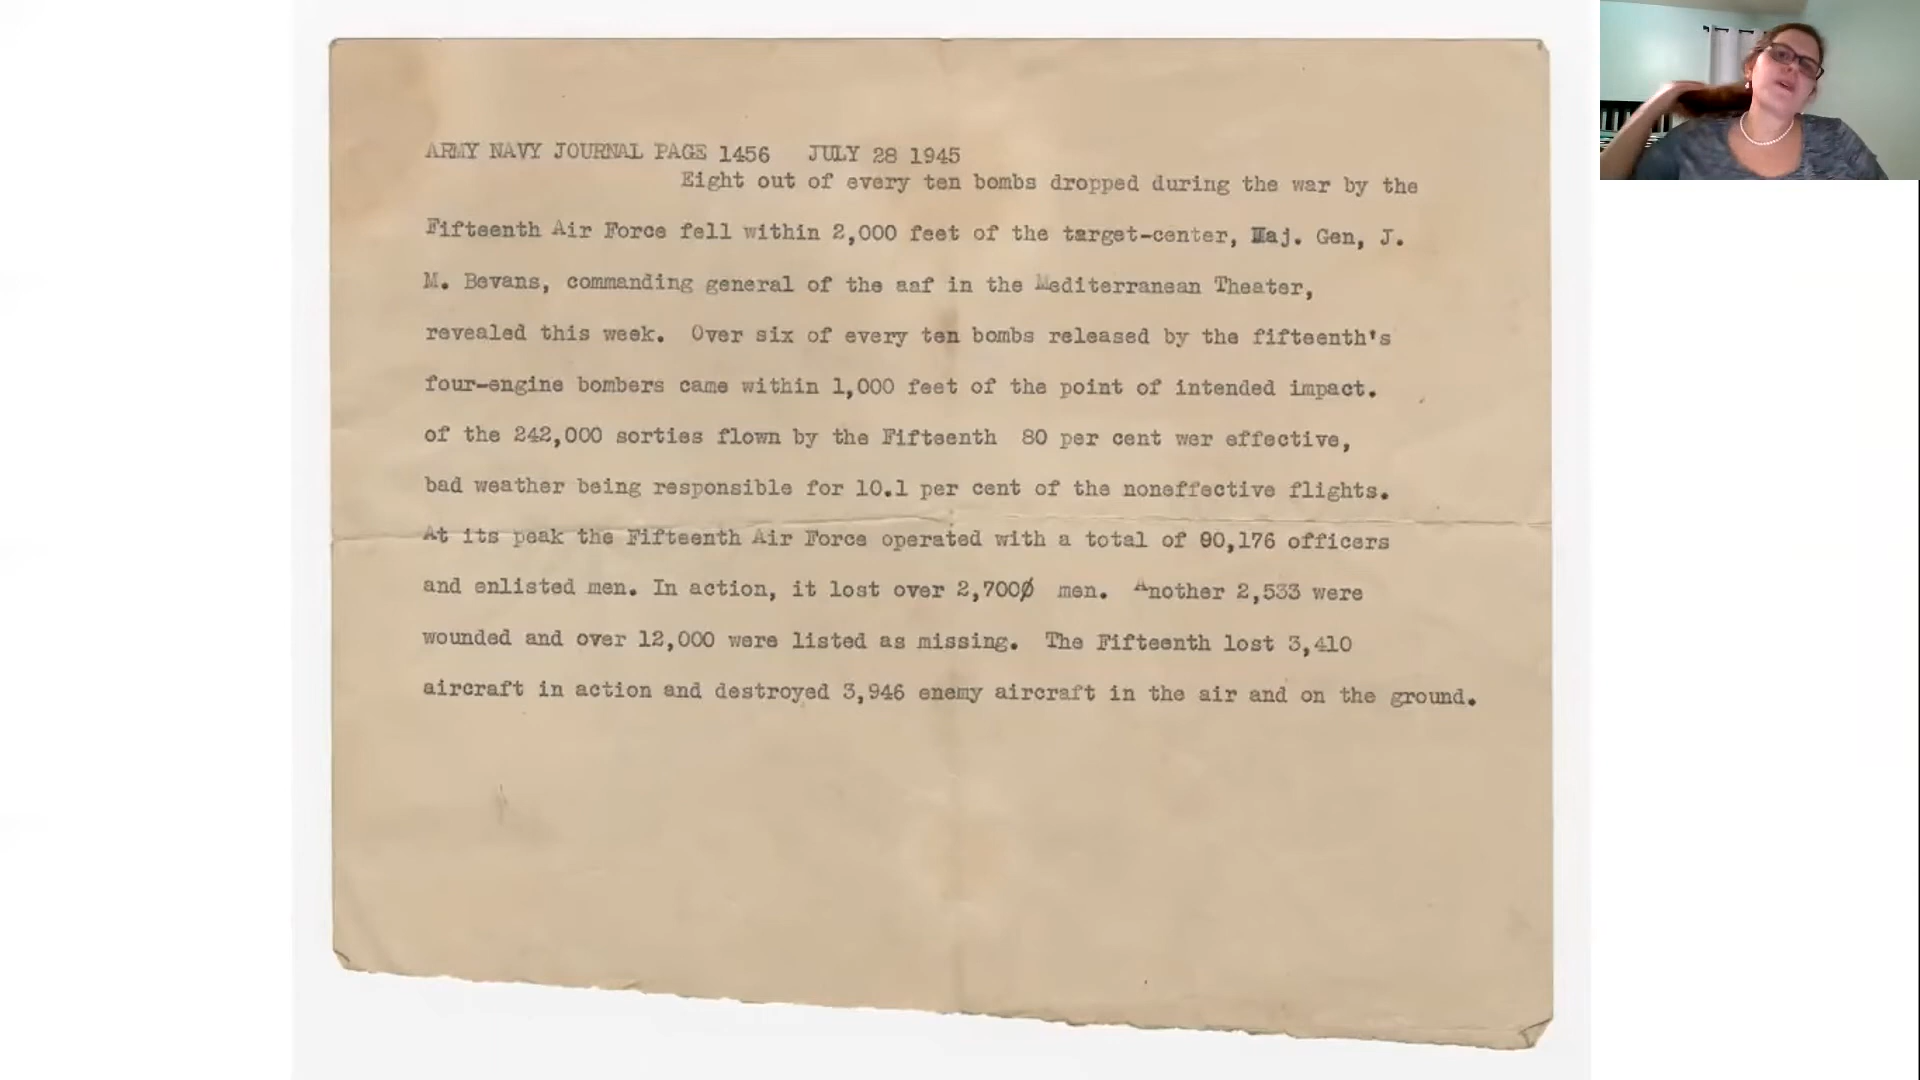 ARMY NAVY JOURNAL PAGE 1456 JULY 28 1945
Eight out of every ten bombs dropped during the war by the
Fifteenth Air Force fell within 2,000 feet of the target-center, Maj. Gen, J.
M. Bevans, commanding general of the aaf in the Mediterranean Theater,
revealed this week. Over six of every ten bombs released by the fifteenth's
four-engine bombers came within 1,000 feet of the point of intended impact.
of the 242,000 sorties flown by the Fifteenth 80 per cent wer effective,
bad weather being responsible for 10.1 per cent of the noneffective flights.
At its peak the Fifteenth Air Force operated with a total of 90,176 officers
and enlisted men. In action, it lost over 2,700∅ men. Another 2,533 were
wounded and over 12,000 were listed as missing. The Fifteenth lost 3,410
aircraft in action and destroyed 3,946 enemy aircraft in the air and on the ground.